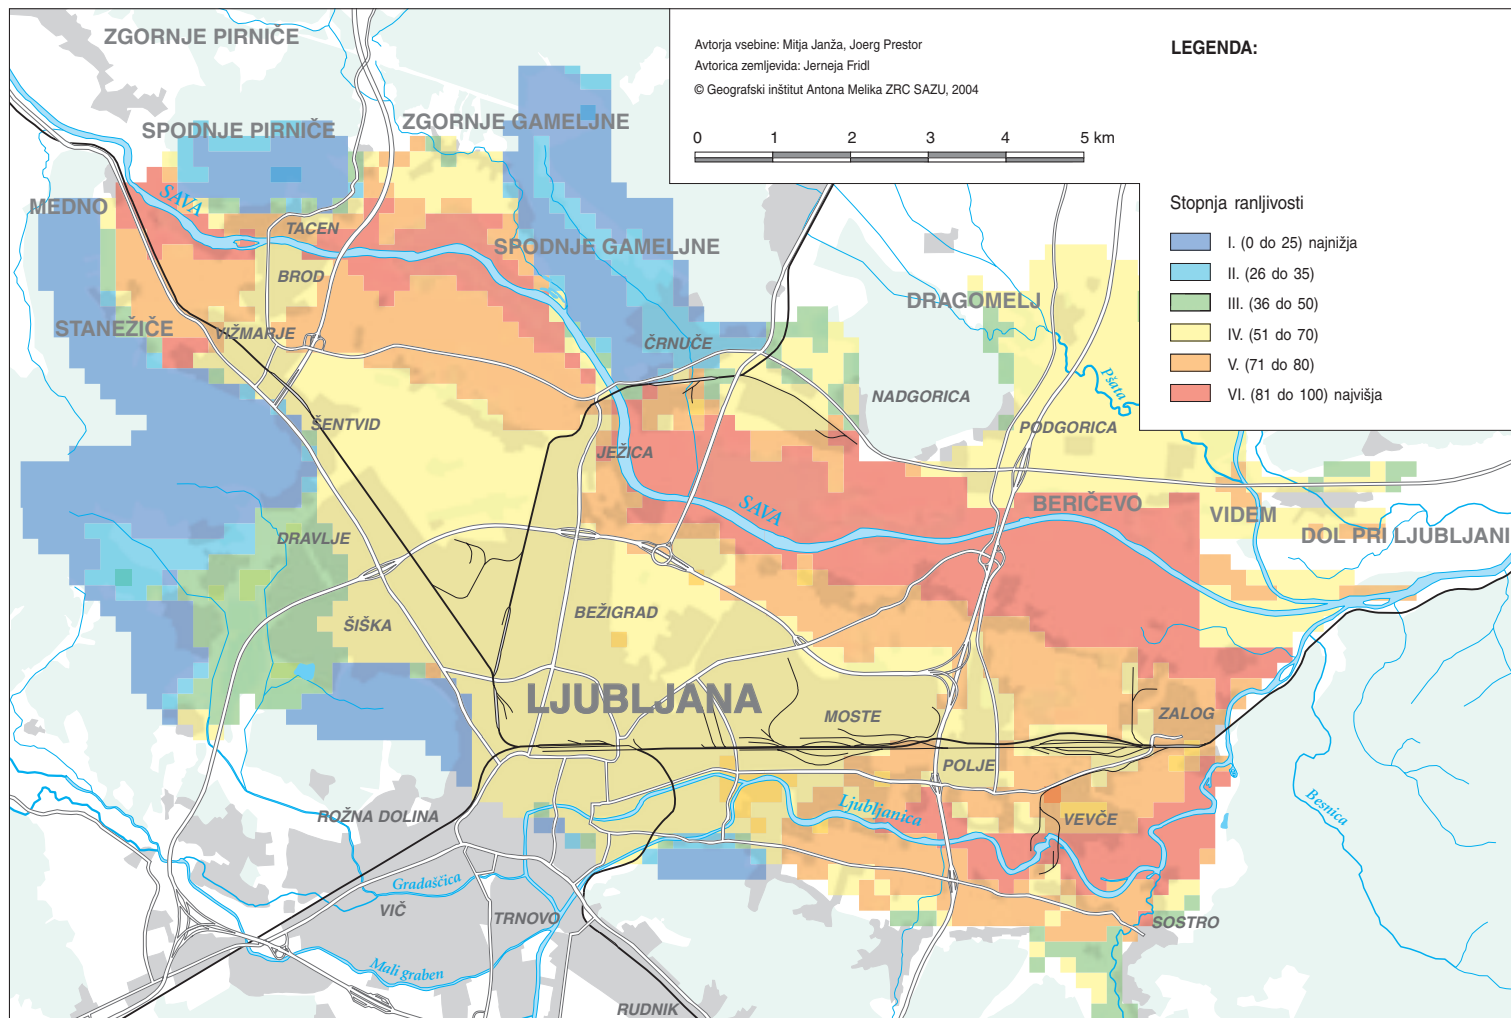 ZGORNJE PIRNIČE
Avtorja vsebine: Mitja Janža, Joerg Prestor
Avtorica zemljevida: Jerneja Fridl
© Geografski inštitut Antona Melika ZRC SAZU, 2004
LEGENDA:
0 1 2 3 4 5 km
SPODNJE PIRNIČE
ZGORNJE GAMELJNE
MEDNO
SAVA
TACEN
SPODNJE GAMELJNE
BROD
Stopnja ranljivosti
I. (0 do 25) najnižja
II. (26 do 35)
III. (36 do 50)
IV. (51 do 70)
V. (71 do 80)
VI. (81 do 100) najvišja
DRAGOMELJ
STANEŽIČE
VIŽMARJE
ČRNUČE
Pšata
NADGORICA
ŠENTVID
PODGORICA
JEŽICA
SAVA
BERIČEVO
VIDEM
DOL PRI LJUBLJANI
DRAVLJE
ŠIŠKA
BEŽIGRAD
LJUBLJANA
MOSTE
ZALOG
POLJE
Ljubljanica
VEVČE
Besnica
ROŽNA DOLINA
Gradaščica
VIČ
TRNOVO
SOSTRO
Mali graben
RUDNIK